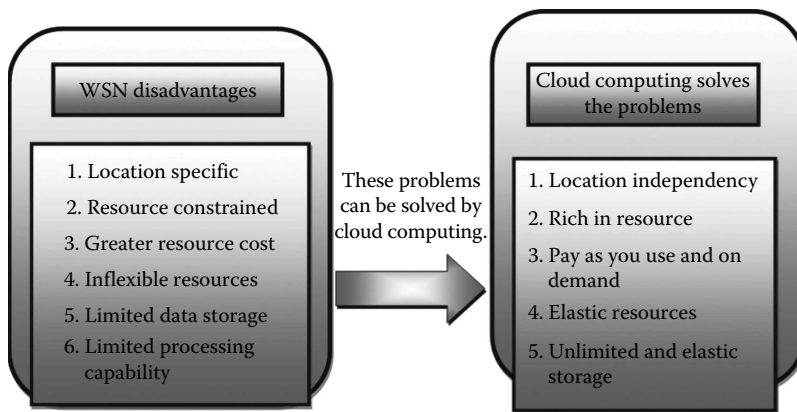 WSN disadvantages
1. Location specific
2. Resource constrained
3. Greater resource cost
4. Inflexible resources
5. Limited data storage
6. Limited processing
capability
These problems
can be solved by
cloud computing.
Cloud computing solves
the problems
1. Location independency
2. Rich in resource
3. Pay as you use and on
demand
4. Elastic resources
5. Unlimited and elastic
storage